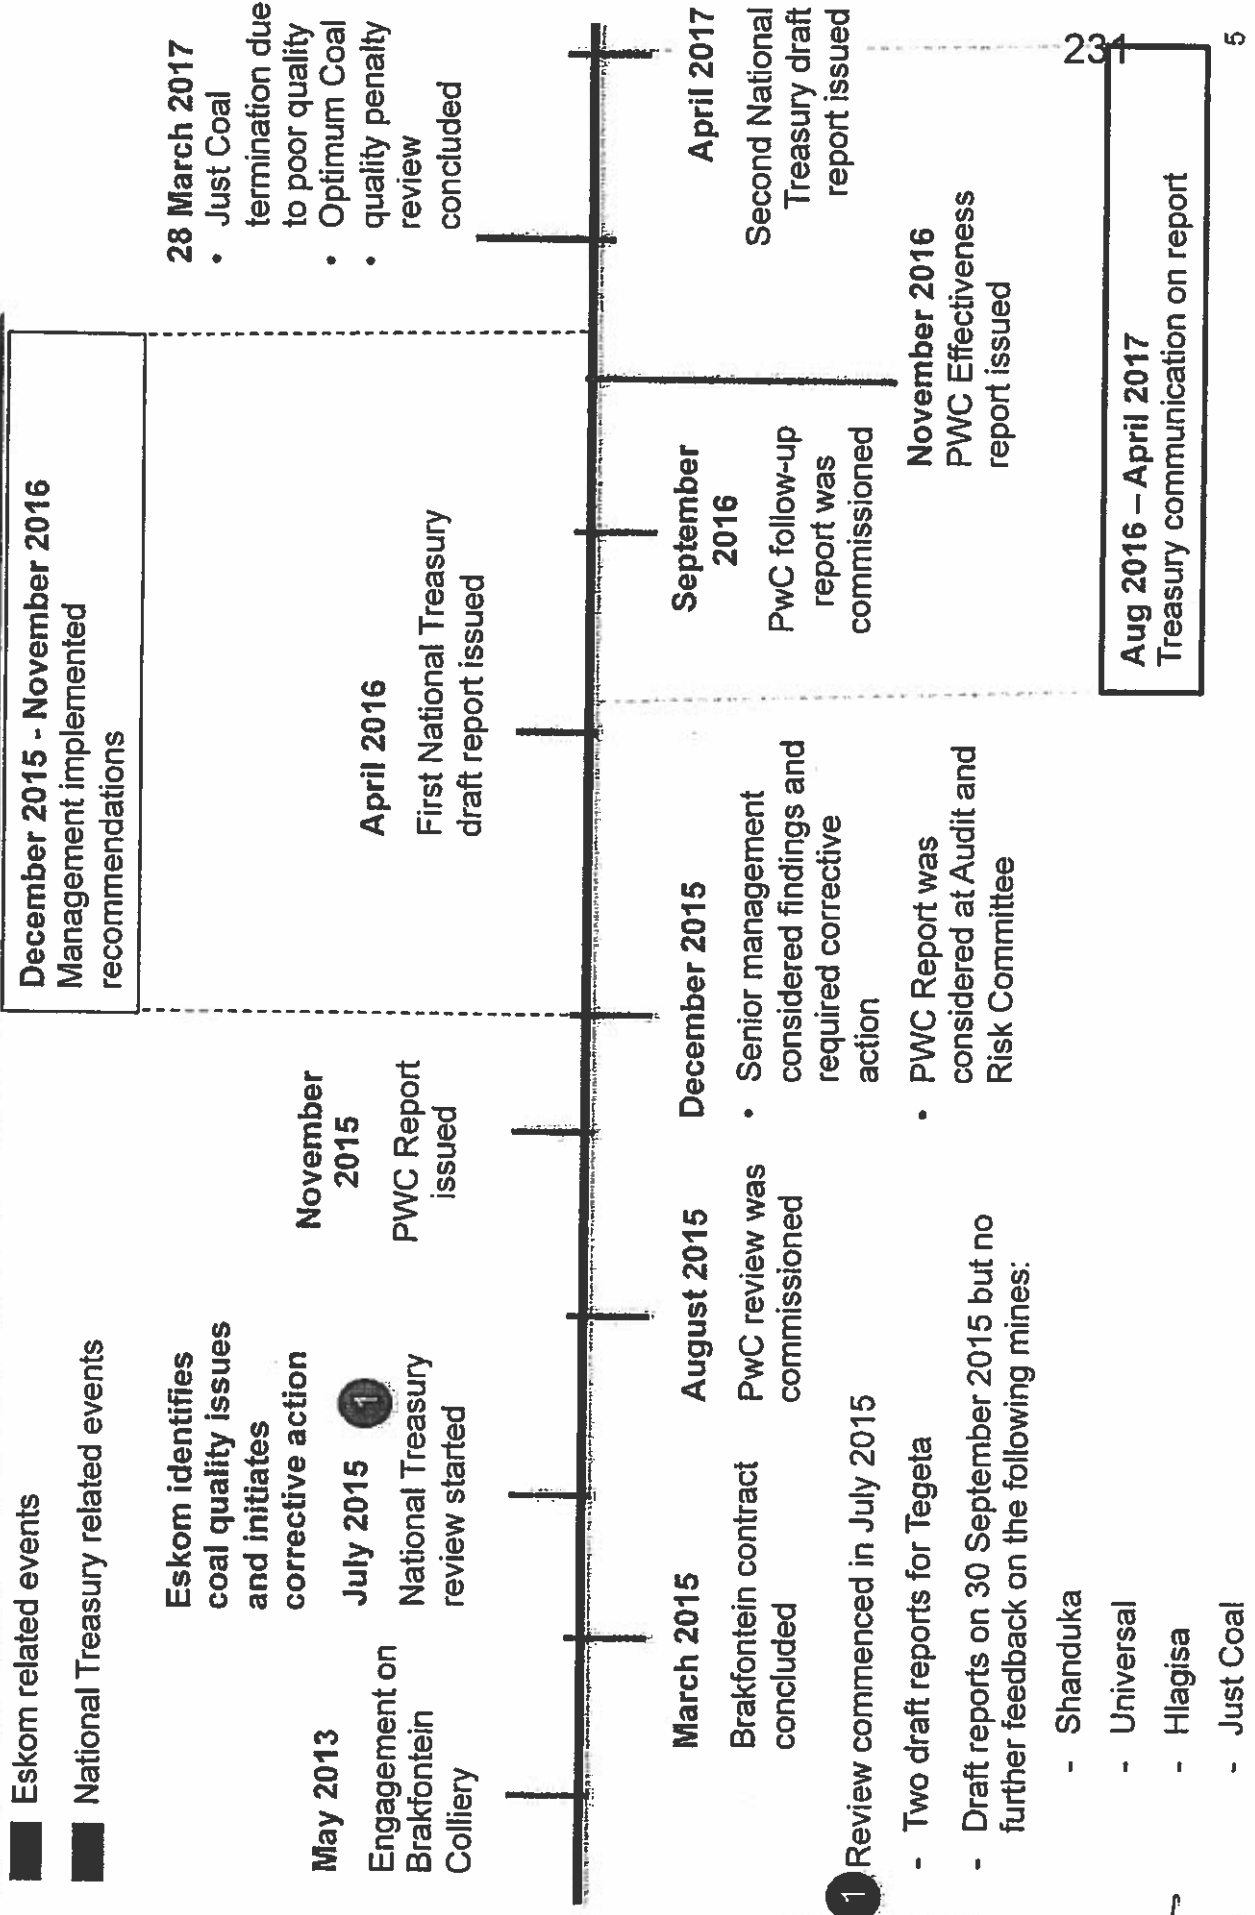 Eskom related events
National Treasury related events
December 2015 - November 2016
Management implemented
recommendations
Eskom identifies
coal quality issues
and initiates
corrective action
May 2013
Engagement on
Brakfontein
Colliery
July 2015
1
National Treasury
review started
November
2015
PWC Report
issued
April 2016
First National Treasury
draft report issued
28 March 2017
• Just Coal
termination due
to poor quality
• Optimum Coal
• quality penalty
review
concluded
March 2015
Brakfontein contract
concluded
August 2015
PwC review was
commissioned
December 2015
• Senior management
considered findings and
required corrective
action
• PWC Report was
considered at Audit and
Risk Committee
September
2016
PwC follow-up
report was
commissioned
November 2016
PWC Effectiveness
report issued
April 2017
Second National
Treasury draft
report issued
Aug 2016 – April 2017
Treasury communication on report
1 Review commenced in July 2015
- Two draft reports for Tegeta
- Draft reports on 30 September 2015 but no
further feedback on the following mines:
- Shanduka
- Universal
- Hlagisa
- Just Coal
231
5